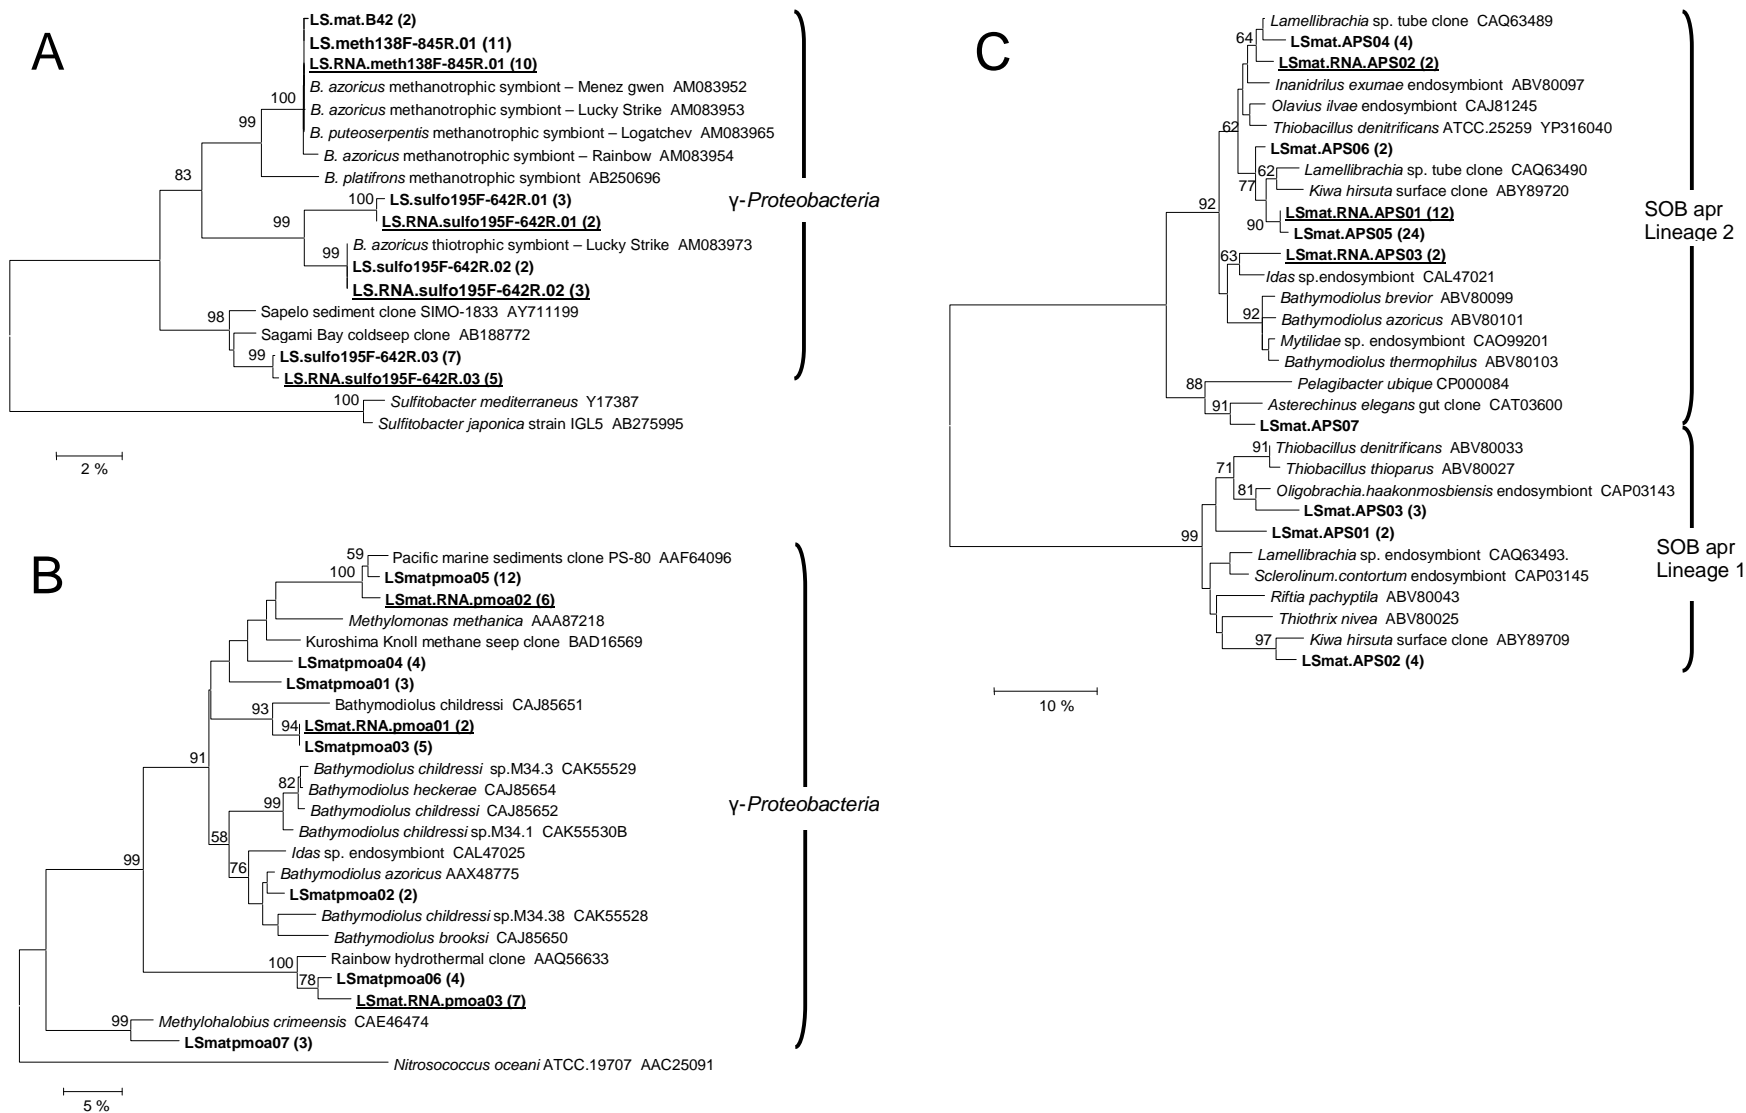 A
LS.mat.B42 (2)
LS.meth138F-845R.01 (11)
LS.RNA.meth138F-845R.01 (10)
B. azoricus methanotrophic symbiont – Menez gwen AM083952
100
B. azoricus methanotrophic symbiont – Lucky Strike AM083953
99
B. puteoserpentis methanotrophic symbiont – Logatchev AM083965
B. azoricus methanotrophic symbiont – Rainbow AM083954
83
B. platifrons methanotrophic symbiont AB250696
100
LS.sulfo195F-642R.01 (3)
99
LS.RNA.sulfo195F-642R.01 (2)
B. azoricus thiotrophic symbiont – Lucky Strike AM083973
99
LS.sulfo195F-642R.02 (2)
LS.RNA.sulfo195F-642R.02 (3)
98
Sapelo sediment clone SIMO-1833 AY711199
Sagami Bay coldseep clone AB188772
99
LS.sulfo195F-642R.03 (7)
LS.RNA.sulfo195F-642R.03 (5)
100
Sulfitobacter mediterraneus Y17387
Sulfitobacter japonica strain IGL5 AB275995
2 %
γ-Proteobacteria
B
59
Pacific marine sediments clone PS-80 AAF64096
100
LSmatpmoa05 (12)
LSmat.RNA.pmoa02 (6)
Methylomonas methanica AAA87218
Kuroshima Knoll methane seep clone BAD16569
LSmatpmoa04 (4)
LSmatpmoa01 (3)
93
Bathymodiolus childressi CAJ85651
94
LSmat.RNA.pmoa01 (2)
LSmatpmoa03 (5)
91
Bathymodiolus childressi sp.M34.3 CAK55529
82
Bathymodiolus heckerae CAJ85654
99
Bathymodiolus childressi CAJ85652
Bathymodiolus childressi sp.M34.1 CAK55530B
58
Idas sp. endosymbiont CAL47025
76
Bathymodiolus azoricus AAX48775
LSmatpmoa02 (2)
99
Bathymodiolus childressi sp.M34.38 CAK55528
Bathymodiolus brooksi CAJ85650
100
Rainbow hydrothermal clone AAQ56633
78
LSmatpmoa06 (4)
LSmat.RNA.pmoa03 (7)
99
Methylohalobius crimeensis CAE46474
LSmatpmoa07 (3)
Nitrosococcus oceani ATCC.19707 AAC25091
5 %
γ-Proteobacteria
C
Lamellibrachia sp. tube clone CAQ63489
64
LSmat.APS04 (4)
LSmat.RNA.APS02 (2)
Inanidrilus exumae endosymbiont ABV80097
Olavius ilvae endosymbiont CAJ81245
62
Thiobacillus denitrificans ATCC.25259 YP316040
LSmat.APS06 (2)
62
Lamellibrachia sp. tube clone CAQ63490
77
Kiwa hirsuta surface clone ABY89720
92
LSmat.RNA.APS01 (12)
90
LSmat.APS05 (24)
63
LSmat.RNA.APS03 (2)
Idas sp.endosymbiont CAL47021
Bathymodiolus brevior ABV80099
92
Bathymodiolus azoricus ABV80101
Mytilidae sp. endosymbiont CAO99201
Bathymodiolus thermophilus ABV80103
88
Pelagibacter ubique CP000084
91
Asterechinus elegans gut clone CAT03600
LSmat.APS07
SOB apr
Lineage 2
91
Thiobacillus denitrificans ABV80033
71
Thiobacillus thioparus ABV80027
81
Oligobrachia.haakonmosbiensis endosymbiont CAP03143
LSmat.APS03 (3)
99
LSmat.APS01 (2)
Lamellibrachia sp. endosymbiont CAQ63493.
Sclerolinum.contortum endosymbiont CAP03145
Riftia pachyptila ABV80043
Thiothrix nivea ABV80025
97
Kiwa hirsuta surface clone ABY89709
LSmat.APS02 (4)
SOB apr
Lineage 1
10 %